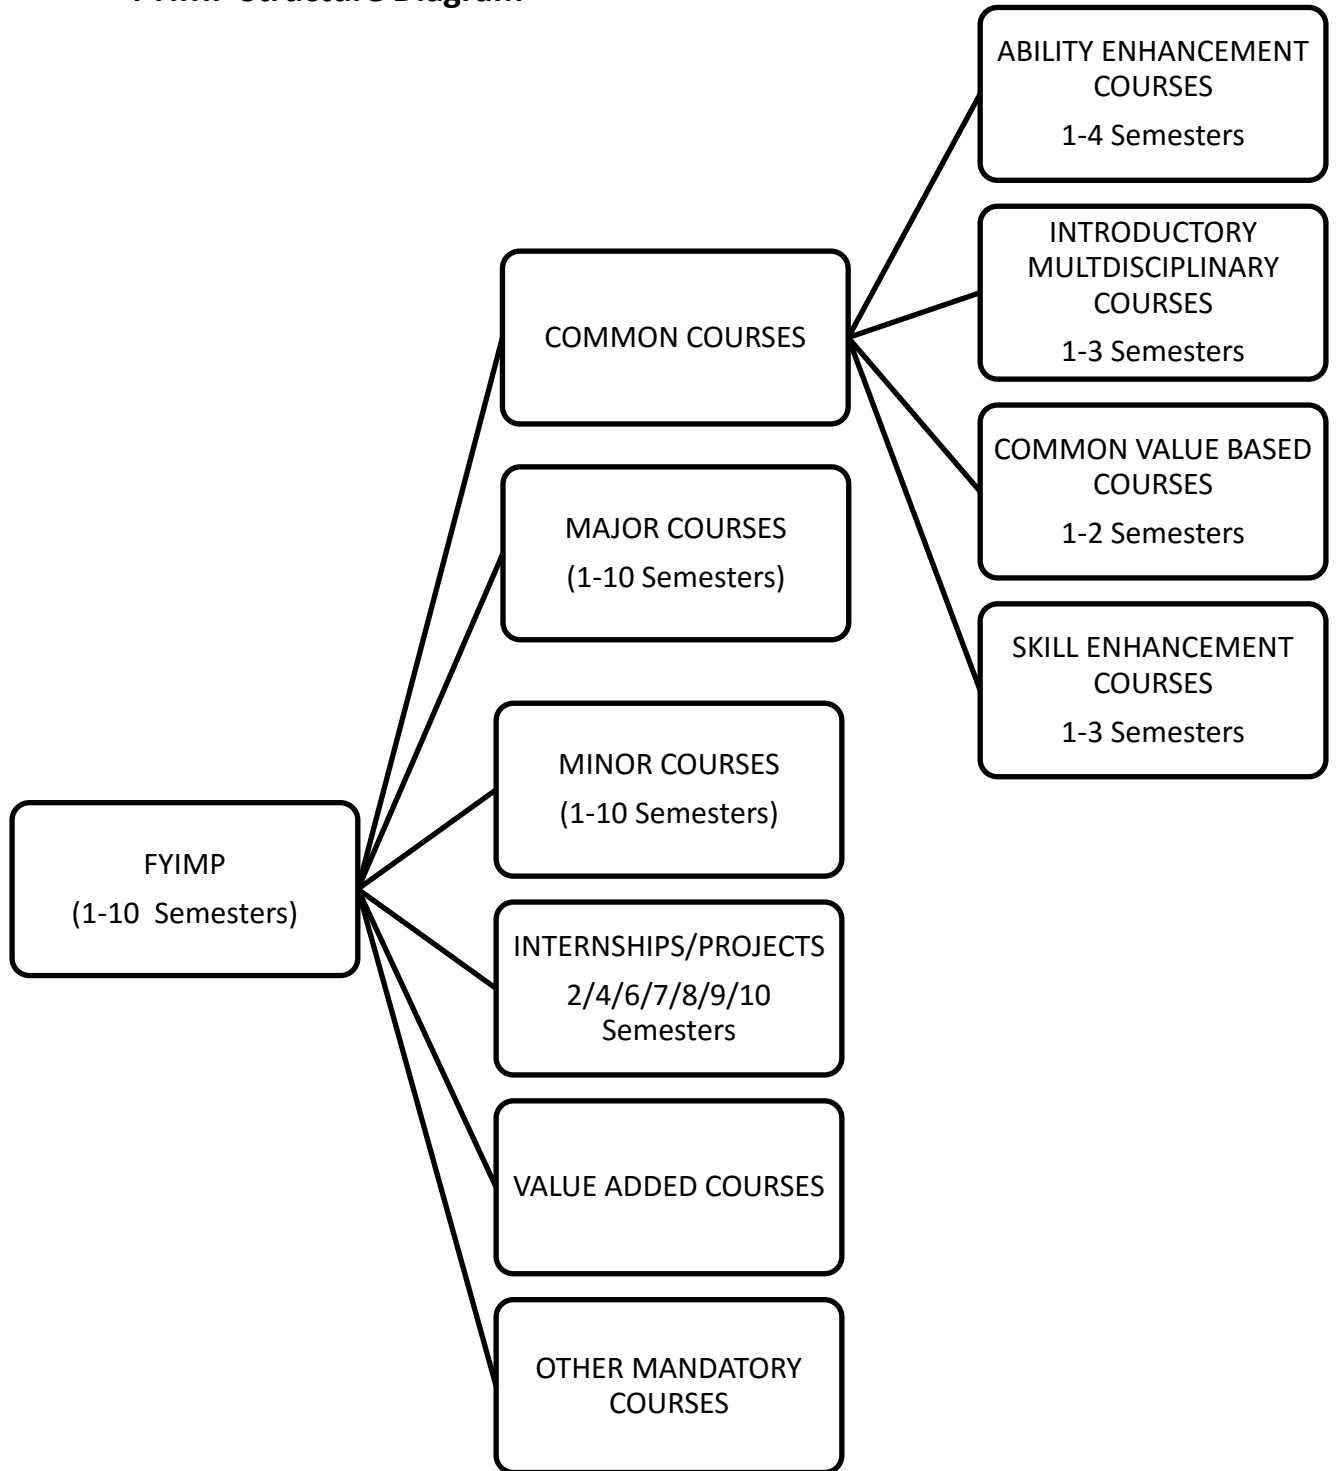 FYIMP Structure Diagram
ABILITY ENHANCEMENT
COURSES
1-4 Semesters
INTRODUCTORY
MULTDISCIPLINARY
COURSES
1-3 Semesters
COMMON VALUE BASED
COURSES
1-2 Semesters
SKILL ENHANCEMENT
COURSES
1-3 Semesters
COMMON COURSES
MAJOR COURSES
(1-10 Semesters)
MINOR COURSES
(1-10 Semesters)
FYIMP
(1-10 Semesters)
INTERNSHIPS/PROJECTS
2/4/6/7/8/9/10
Semesters
VALUE ADDED COURSES
OTHER MANDATORY
COURSES